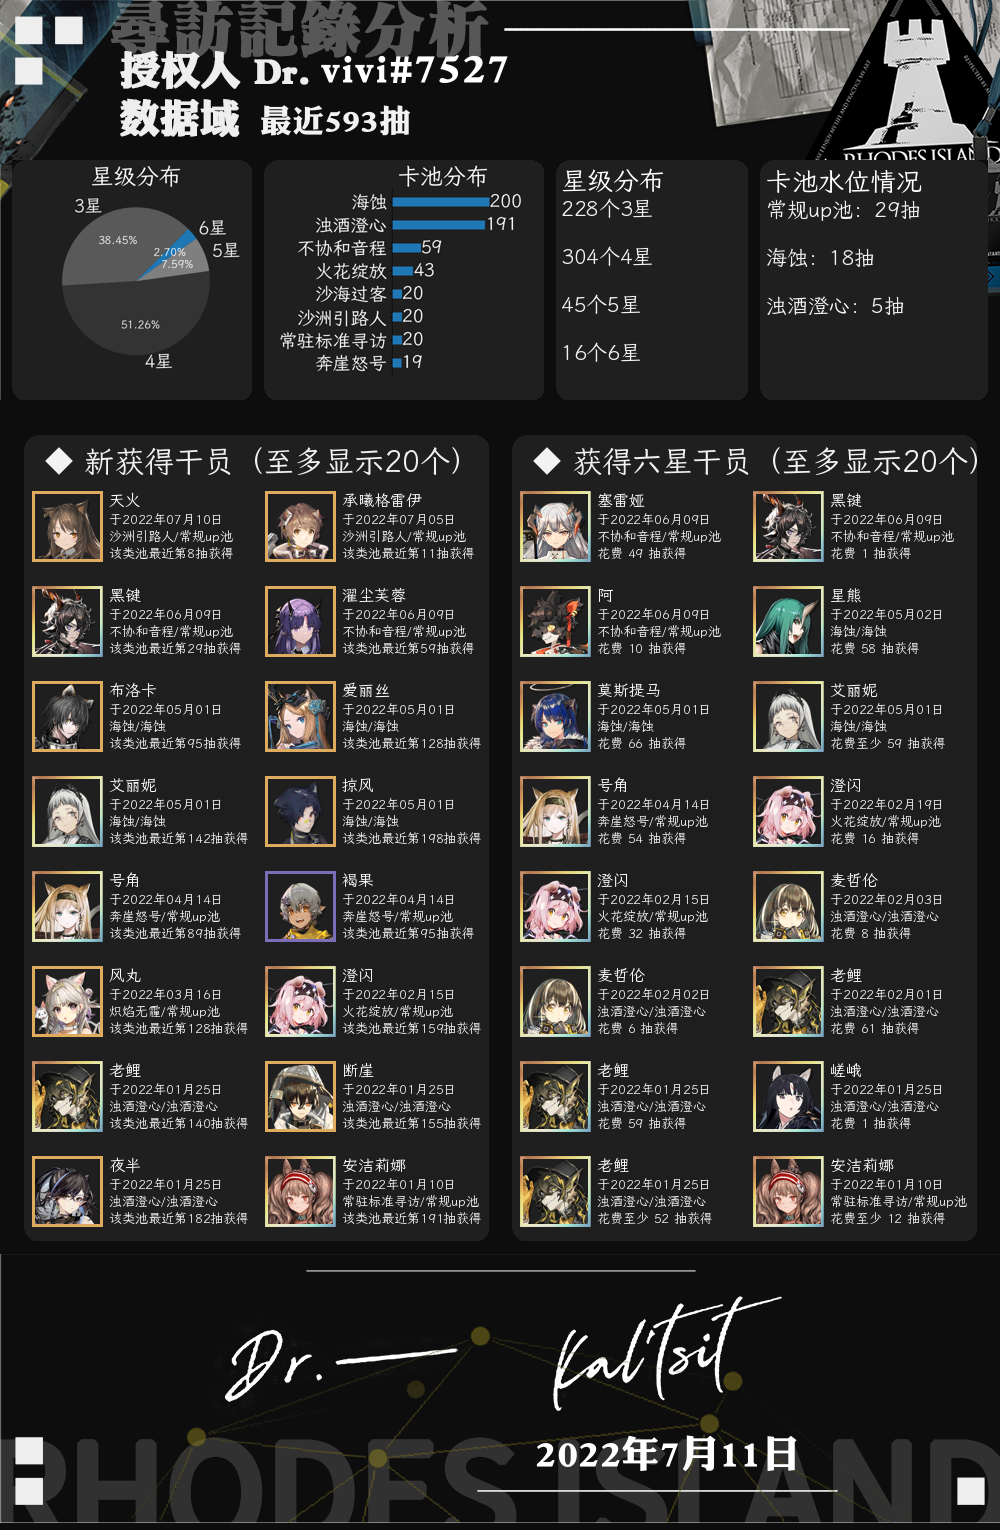 尋訪記錄分析
授权人 Dr. vivi#7527
数据域 最近593抽
RHODES ISLAND
星级分布
3星
6星
5星
4星
38.45%
2.70%
7.59%
51.26%
卡池分布
海蚀 200
浊酒澄心 191
不协和音程 59
火花绽放 43
沙海过客 20
沙洲引路人 20
常驻标准寻访 20
奔崖怒号 19
星级分布
228个3星
304个4星
45个5星
16个6星
卡池水位情况
常规up池：29抽
海蚀：18抽
浊酒澄心：5抽
新获得干员（至多显示20个）
天火
于2022年07月10日
沙洲引路人/常规up池
该类池最近第8抽获得
承曦格雷伊
于2022年07月05日
沙洲引路人/常规up池
该类池最近第11抽获得
黑键
于2022年06月09日
不协和音程/常规up池
该类池最近第29抽获得
濯尘芙蓉
于2022年06月09日
不协和音程/常规up池
该类池最近第59抽获得
布洛卡
于2022年05月01日
海蚀/海蚀
该类池最近第95抽获得
爱丽丝
于2022年05月01日
海蚀/海蚀
该类池最近第128抽获得
艾丽妮
于2022年05月01日
海蚀/海蚀
该类池最近第142抽获得
掠风
于2022年05月01日
海蚀/海蚀
该类池最近第198抽获得
号角
于2022年04月14日
奔崖怒号/常规up池
该类池最近第89抽获得
褐果
于2022年04月14日
奔崖怒号/常规up池
该类池最近第95抽获得
风丸
于2022年03月16日
炽焰无霾/常规up池
该类池最近第128抽获得
澄闪
于2022年02月15日
火花绽放/常规up池
该类池最近第159抽获得
老鲤
于2022年01月25日
浊酒澄心/浊酒澄心
该类池最近第140抽获得
断崖
于2022年01月25日
浊酒澄心/浊酒澄心
该类池最近第155抽获得
夜半
于2022年01月25日
浊酒澄心/浊酒澄心
该类池最近第182抽获得
安洁莉娜
于2022年01月10日
常驻标准寻访/常规up池
该类池最近第191抽获得
获得六星干员（至多显示20个）
塞雷娅
于2022年06月09日
不协和音程/常规up池
花费 49 抽获得
黑键
于2022年06月09日
不协和音程/常规up池
花费 1 抽获得
阿
于2022年06月09日
不协和音程/常规up池
花费 10 抽获得
星熊
于2022年05月02日
海蚀/海蚀
花费 58 抽获得
莫斯提马
于2022年05月01日
海蚀/海蚀
花费 66 抽获得
艾丽妮
于2022年05月01日
海蚀/海蚀
花费至少 59 抽获得
号角
于2022年04月14日
奔崖怒号/常规up池
花费 54 抽获得
澄闪
于2022年02月19日
火花绽放/常规up池
花费 16 抽获得
澄闪
于2022年02月15日
火花绽放/常规up池
花费 32 抽获得
麦哲伦
于2022年02月03日
浊酒澄心/浊酒澄心
花费 8 抽获得
麦哲伦
于2022年02月02日
浊酒澄心/浊酒澄心
花费 6 抽获得
老鲤
于2022年02月01日
浊酒澄心/浊酒澄心
花费 61 抽获得
老鲤
于2022年01月25日
浊酒澄心/浊酒澄心
花费 59 抽获得
嵯峨
于2022年01月25日
浊酒澄心/浊酒澄心
花费 1 抽获得
老鲤
于2022年01月25日
浊酒澄心/浊酒澄心
花费至少 52 抽获得
安洁莉娜
于2022年01月10日
常驻标准寻访/常规up池
花费至少 12 抽获得
Dr. — Kal'tsit
2022年7月11日
RHODES ISLAND